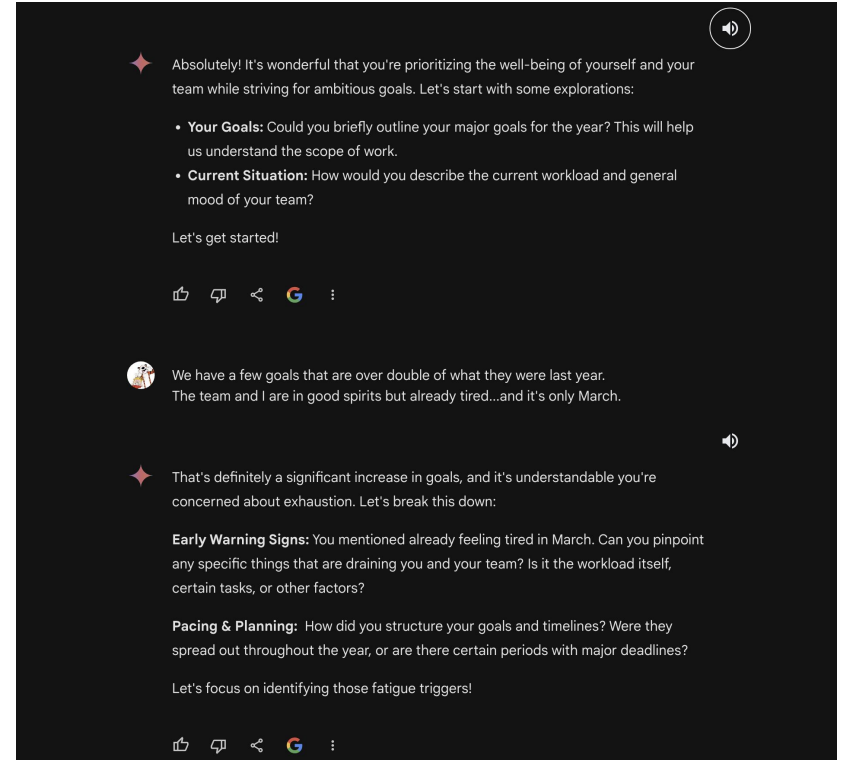 Absolutely! It's wonderful that you're prioritizing the well-being of yourself and your
team while striving for ambitious goals. Let's start with some explorations:
• Your Goals: Could you briefly outline your major goals for the year? This will help
us understand the scope of work.
• Current Situation: How would you describe the current workload and general
mood of your team?
Let's get started!
We have a few goals that are over double of what they were last year.
The team and I are in good spirits but already tired...and it's only March.
That's definitely a significant increase in goals, and it's understandable you're
concerned about exhaustion. Let's break this down:
Early Warning Signs: You mentioned already feeling tired in March. Can you pinpoint
any specific things that are draining you and your team? Is it the workload itself,
certain tasks, or other factors?
Pacing & Planning: How did you structure your goals and timelines? Were they
spread out throughout the year, or are there certain periods with major deadlines?
Let's focus on identifying those fatigue triggers!